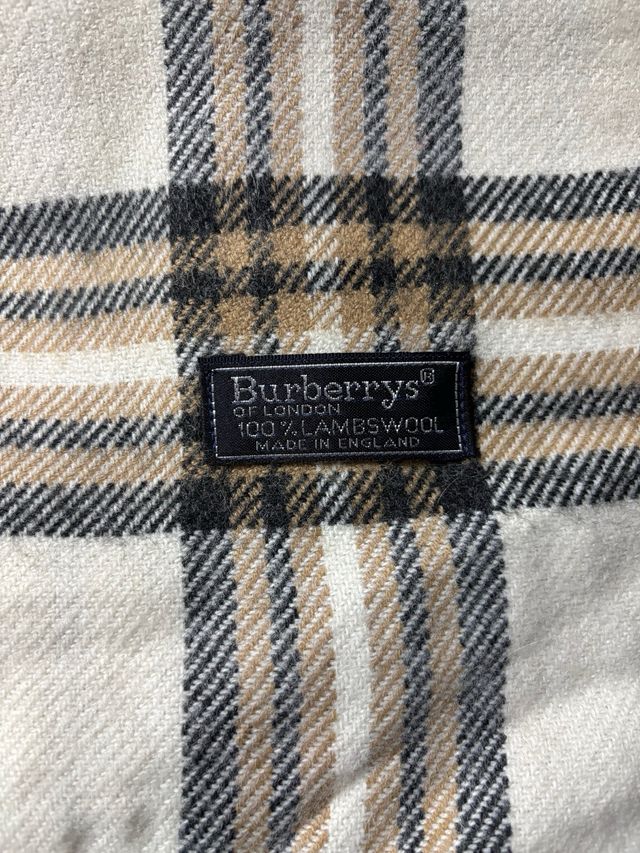 Burberrys®
OF LONDON
100% LAMBSWOOL
MADE IN ENGLAND